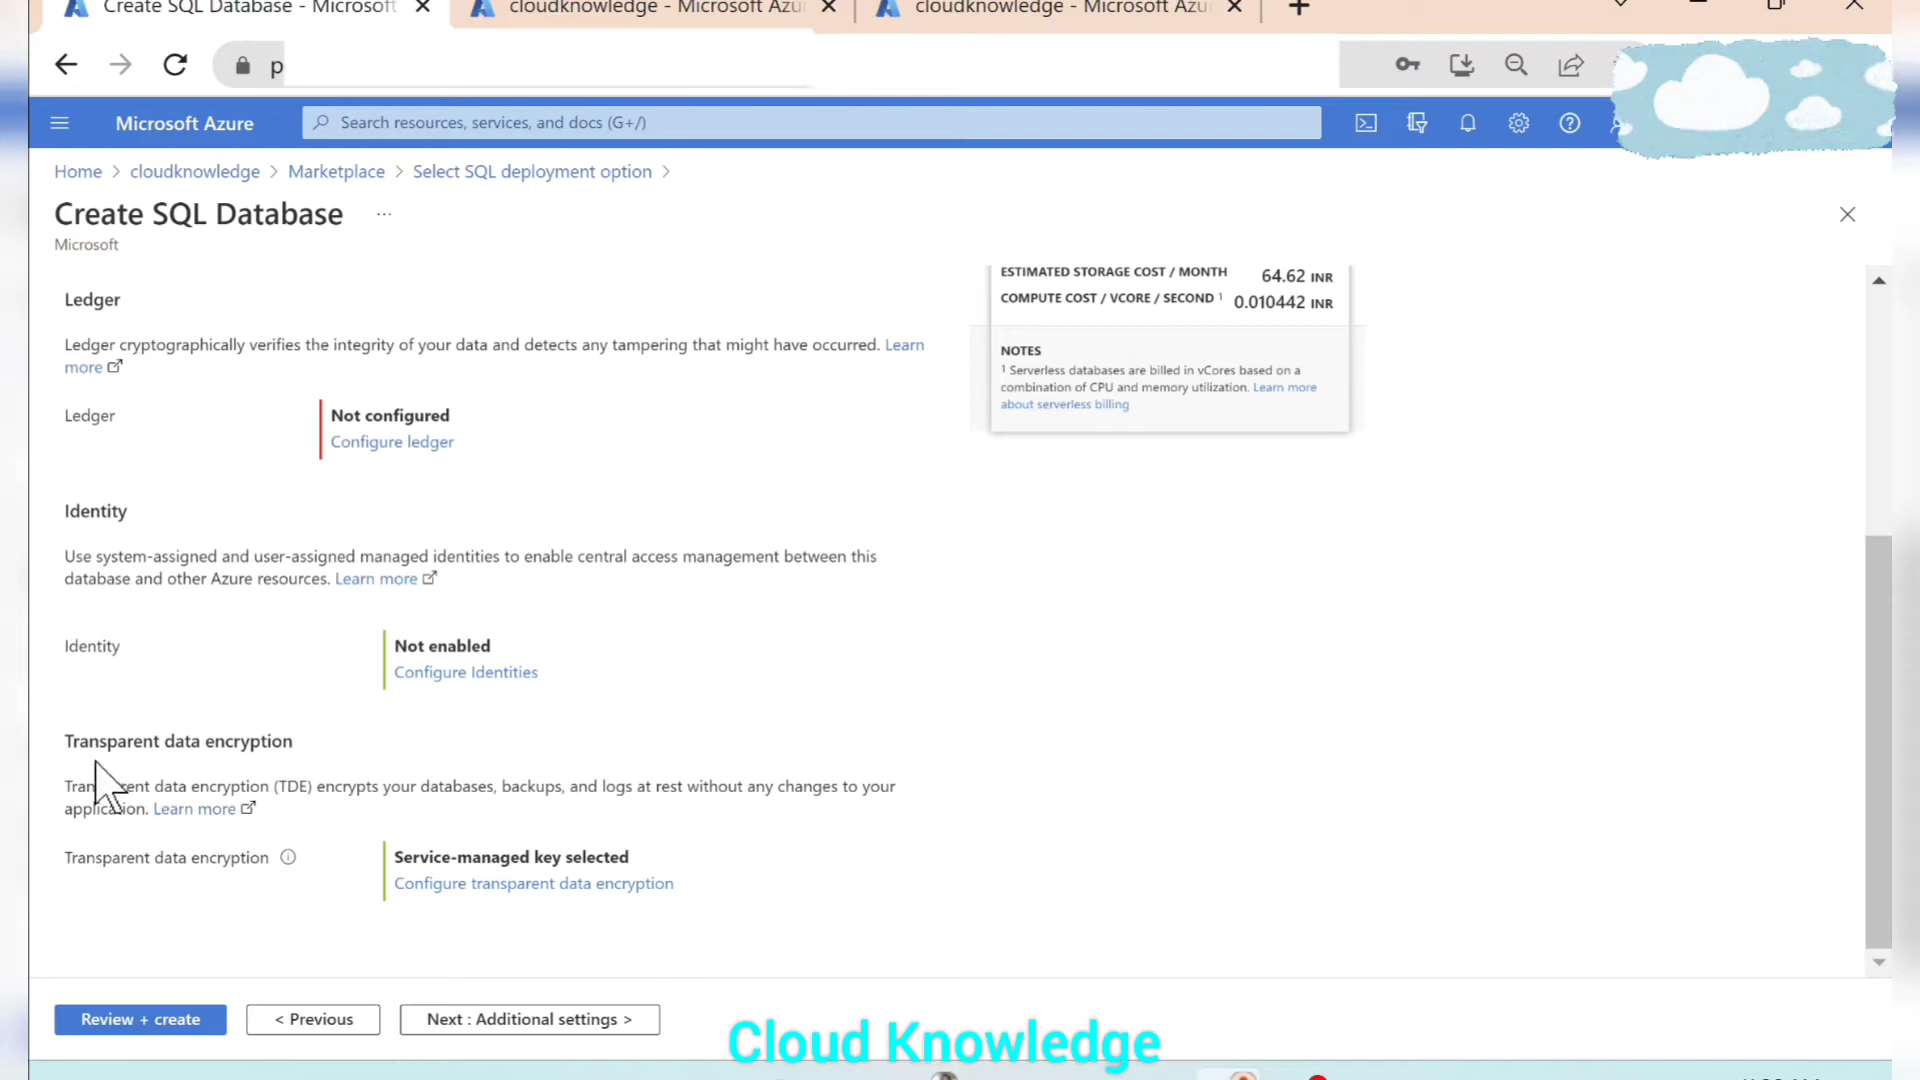 Create SQL Database - Microsoft
cloudknowledge - Microsoft Azu
cloudknowledge - Microsoft Azu
p
Microsoft Azure
Search resources, services, and docs (G+/)
Home > cloudknowledge > Marketplace > Select SQL deployment option >
Create SQL Database ...
Microsoft
ESTIMATED STORAGE COST / MONTH 64.62 INR
COMPUTE COST / VCORE / SECOND ¹ 0.010442 INR
NOTES
¹ Serverless databases are billed in vCores based on a
combination of CPU and memory utilization. Learn more
about serverless billing
Ledger
Ledger cryptographically verifies the integrity of your data and detects any tampering that might have occurred. Learn
more
Ledger
Not configured
Configure ledger
Identity
Use system-assigned and user-assigned managed identities to enable central access management between this
database and other Azure resources. Learn more
Identity
Not enabled
Configure Identities
Transparent data encryption
Transparent data encryption (TDE) encrypts your databases, backups, and logs at rest without any changes to your
application. Learn more
Transparent data encryption
Service-managed key selected
Configure transparent data encryption
Review + create
< Previous
Next : Additional settings >
Cloud Knowledge